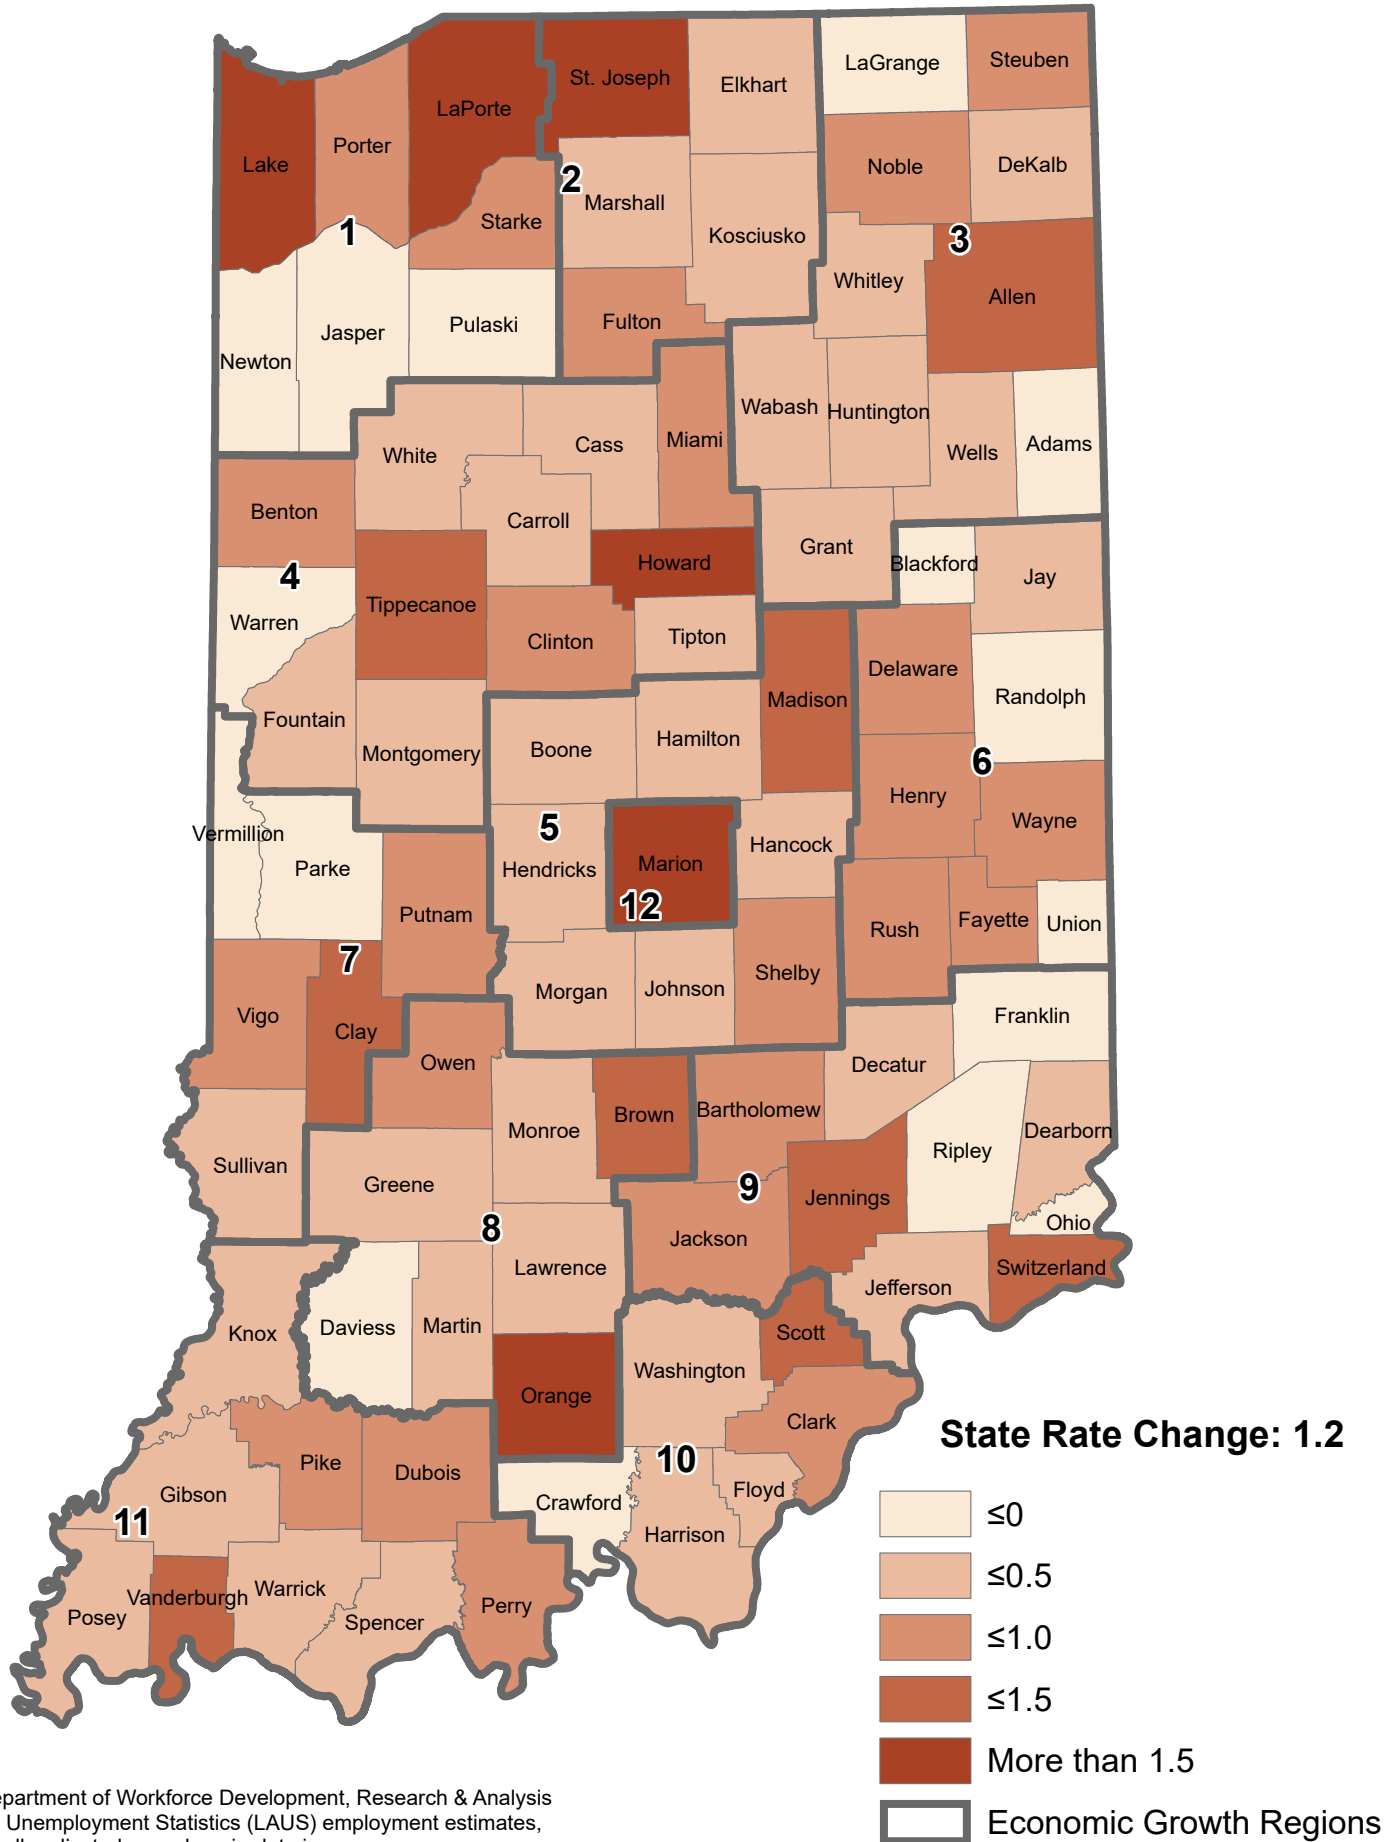 LaGrange
Steuben
St. Joseph
Elkhart
LaPorte
Porter
Lake
Noble
DeKalb
2
Marshall
Starke
1
Kosciusko
3
Whitley
Allen
Fulton
Pulaski
Jasper
Newton
Wabash
Huntington
Miami
Cass
White
Wells
Adams
Benton
Carroll
Grant
Howard
Blackford
Jay
4
Tippecanoe
Warren
Clinton
Tipton
Delaware
Randolph
Madison
Fountain
Montgomery
Boone
Hamilton
6
Henry
Wayne
Vermillion
5
Hendricks
Marion
12
Hancock
Parke
Putnam
Rush
Fayette
Union
7
Vigo
Clay
Morgan
Johnson
Shelby
Franklin
Owen
Decatur
Monroe
Brown
Bartholomew
Dearborn
Ripley
Sullivan
Greene
9
Jennings
Ohio
8
Jackson
Lawrence
Switzerland
Jefferson
Knox
Daviess
Martin
Scott
Washington
Orange
Clark
State Rate Change: 1.2
Pike
Dubois
10
Gibson
Crawford
Floyd
11
Harrison
Vanderburgh
Warrick
Posey
Spencer
Perry
≤0
≤0.5
≤1.0
≤1.5
More than 1.5
Economic Growth Regions
of Workforce Development, Research & Analysis
Unemployment Statistics (LAUS) employment estimates,